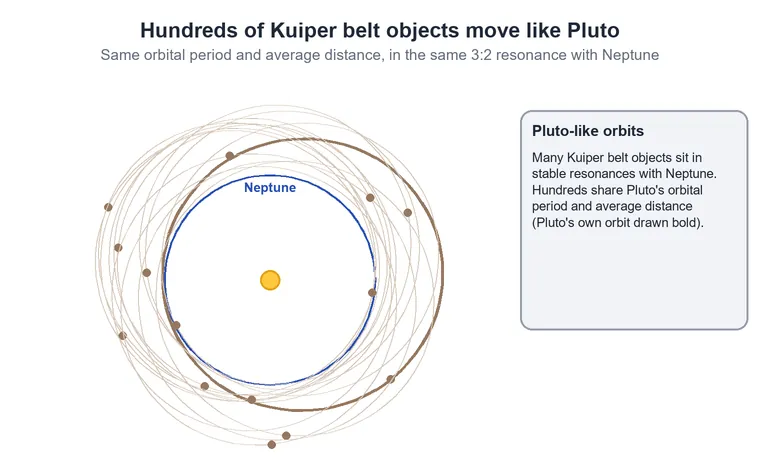 Hundreds of Kuiper belt objects move like Pluto
Same orbital period and average distance, in the same 3:2 resonance with Neptune
Neptune
Pluto-like orbits
Many Kuiper belt objects sit in
stable resonances with Neptune.
Hundreds share Pluto's orbital
period and average distance
(Pluto's own orbit drawn bold).